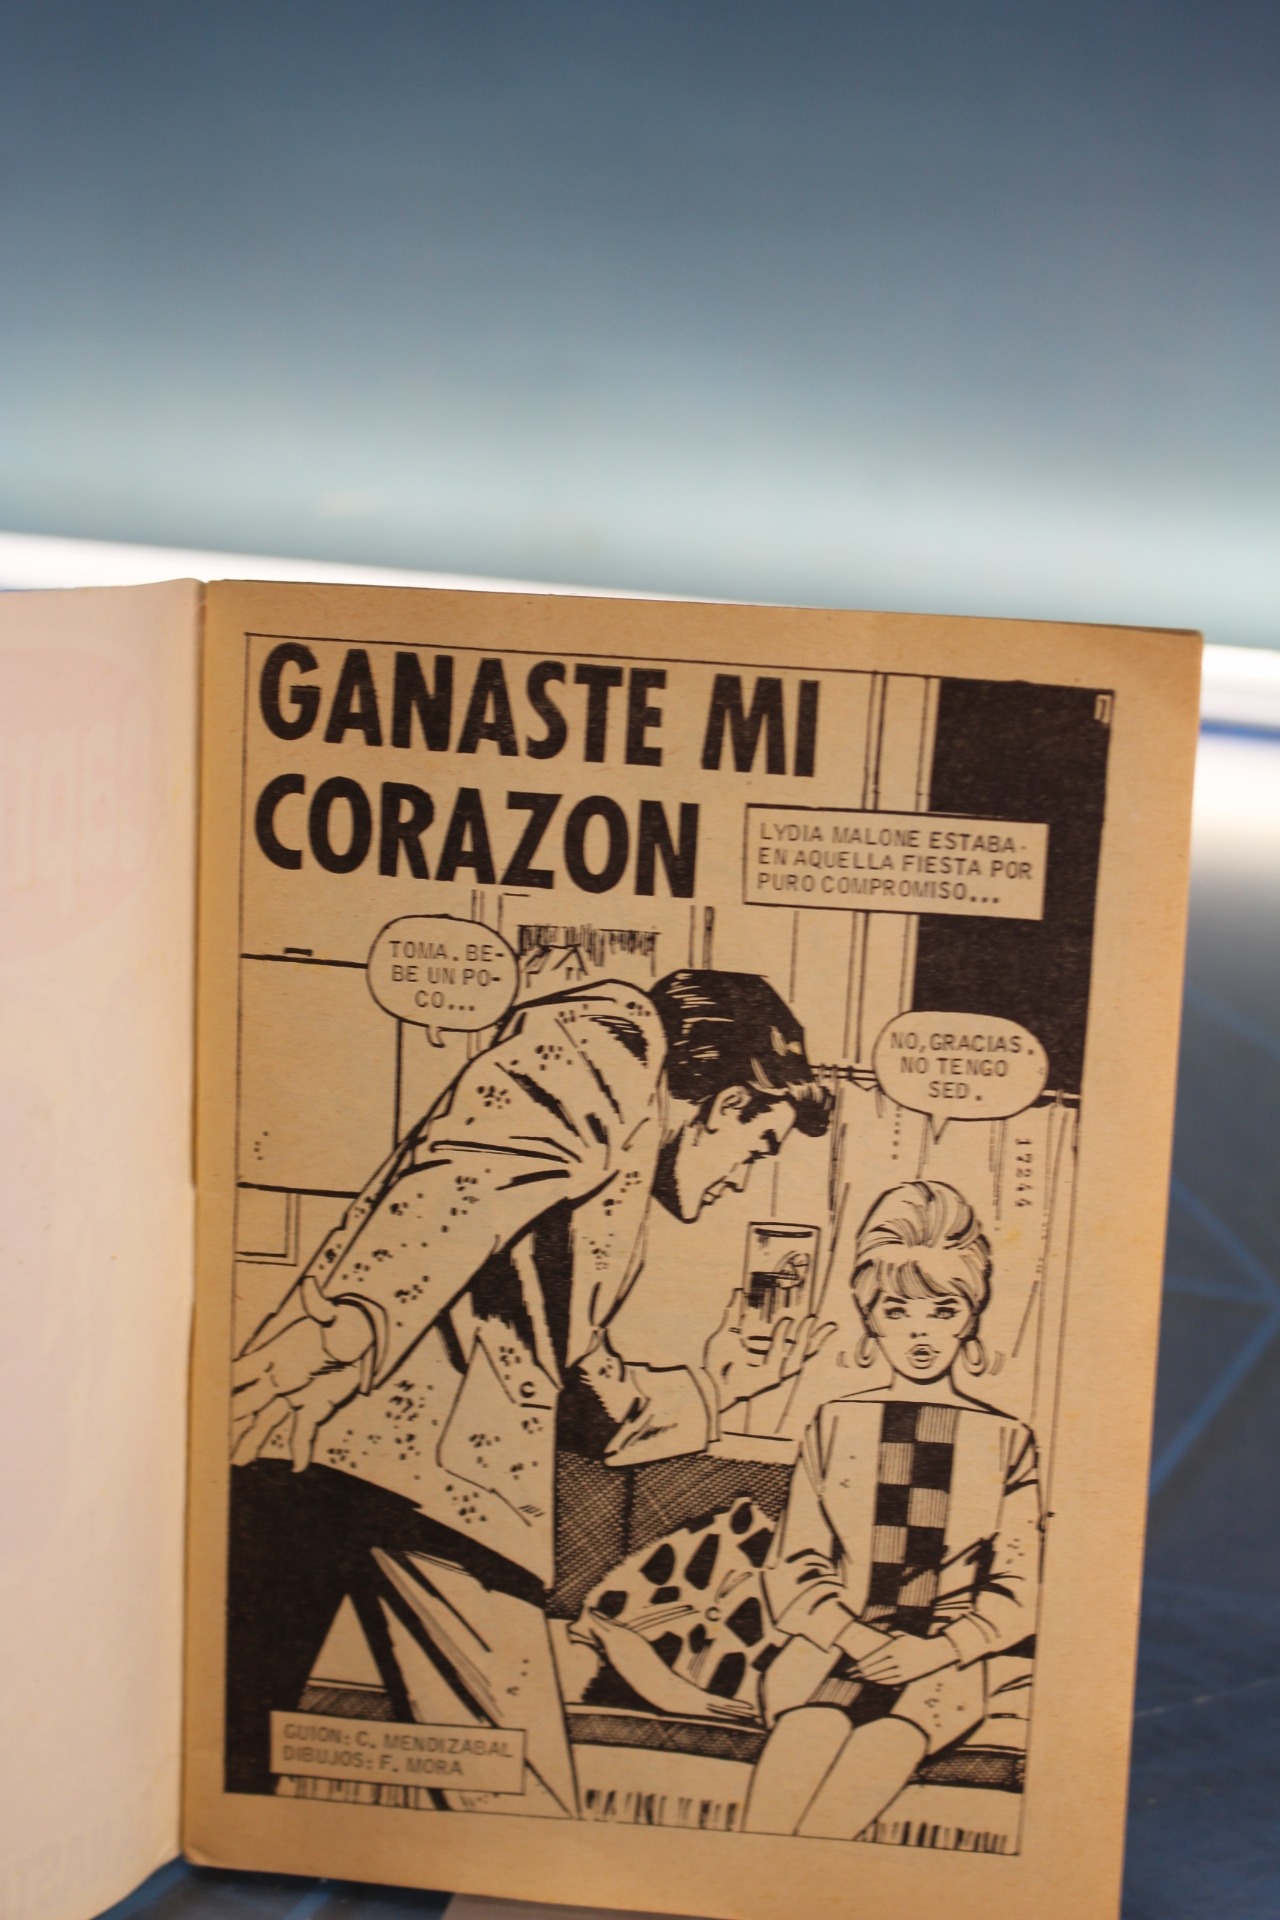 GANASTE MI
CORAZON
LYDIA MALONE ESTABA.
EN AQUELLA FIESTA POR
PURO COMPROMISO...
TOMA. BE-
BE UN PO-
CO...
NO, GRACIAS.
NO TENGO
SED.
17266
C
C
GUION: C. MENDIZABAL
DIBUJOS: F. MORA